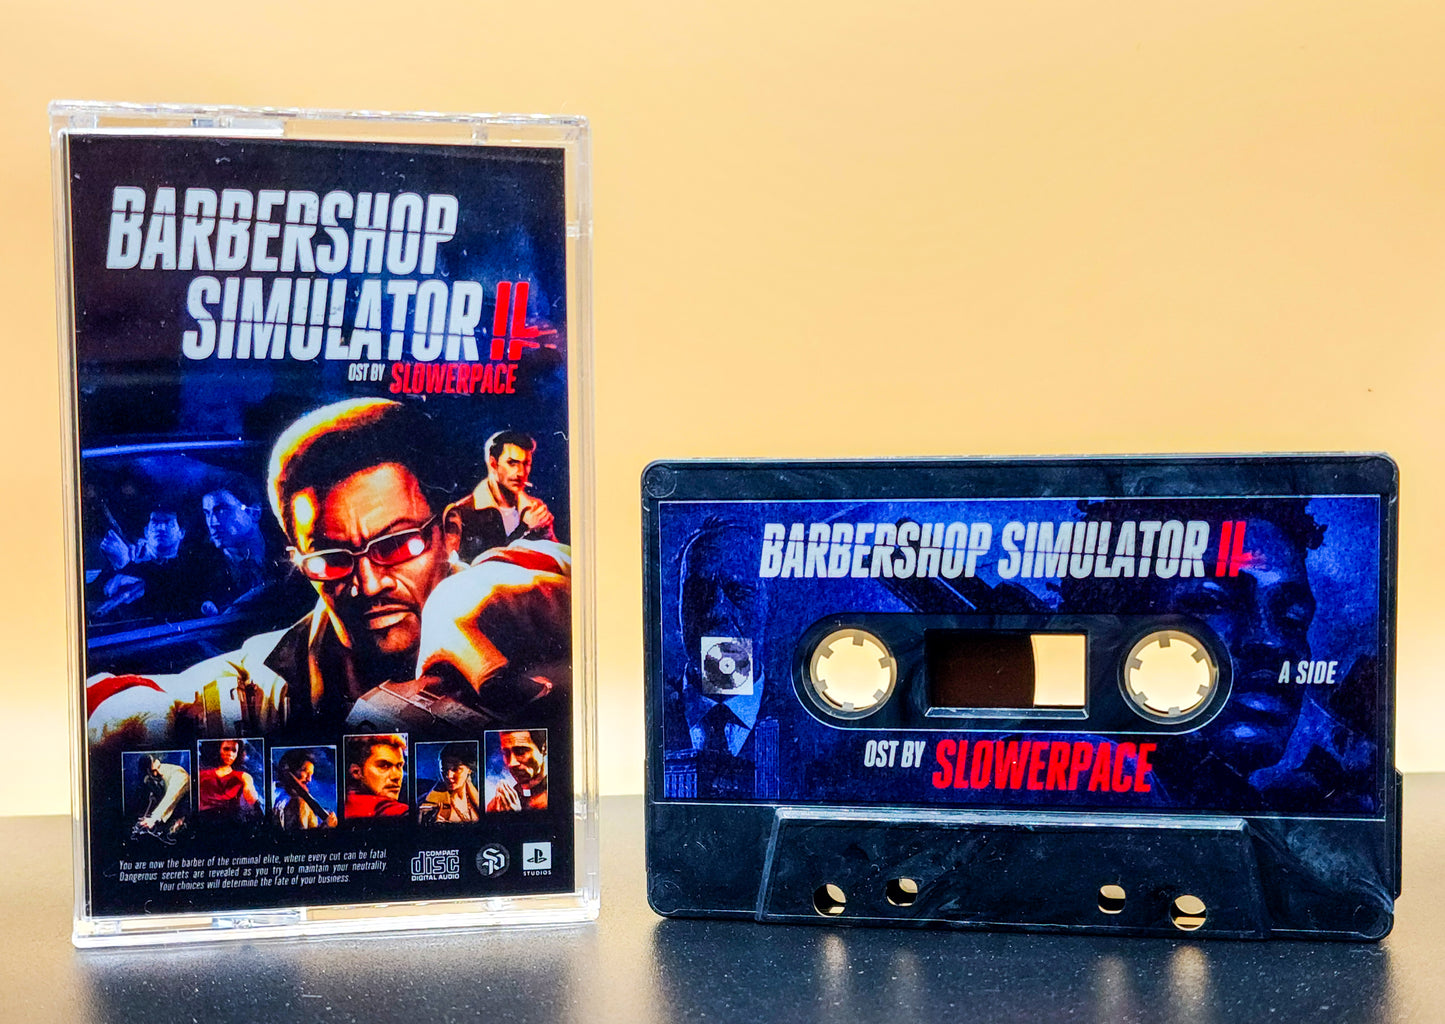 BARBERSHOP
SIMULATOR II
OST BY SLOWERPACE
You are now the barber of the criminal elite, where every cut can be fatal.
Dangerous secrets are revealed as you try to maintain your neutrality.
Your choices will determine the fate of your business.
COMPACT
disc
DIGITAL AUDIO
STUDIOS
BARBERSHOP SIMULATOR II
A SIDE
OST BY SLOWERPACE